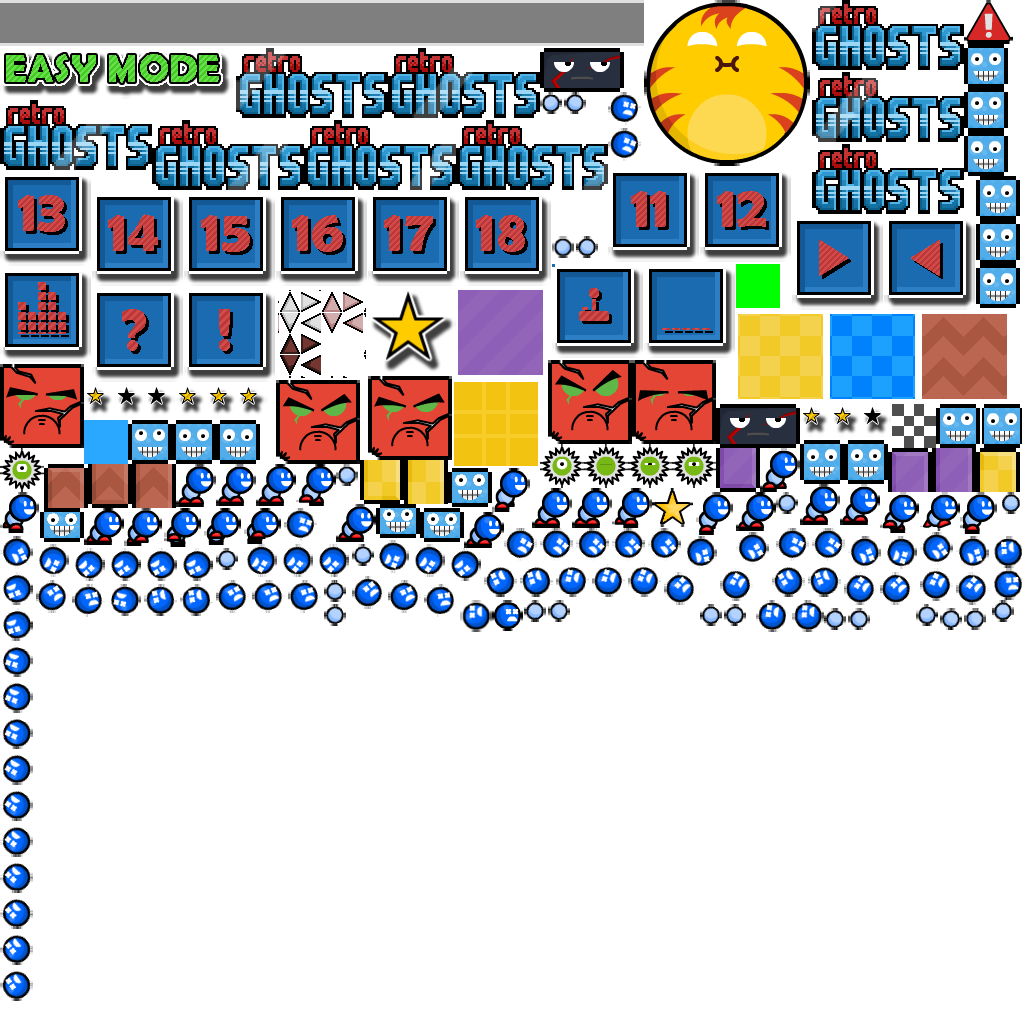 retro
GHOSTS
EASY MODE
retro retro
GHOSTS GHOSTS
retro
GHOSTS
retro
GHOSTS
retro retro retro
GHOSTS GHOSTS GHOSTS
retro
GHOSTS
13
14 15 16 17 18
11 12
? !